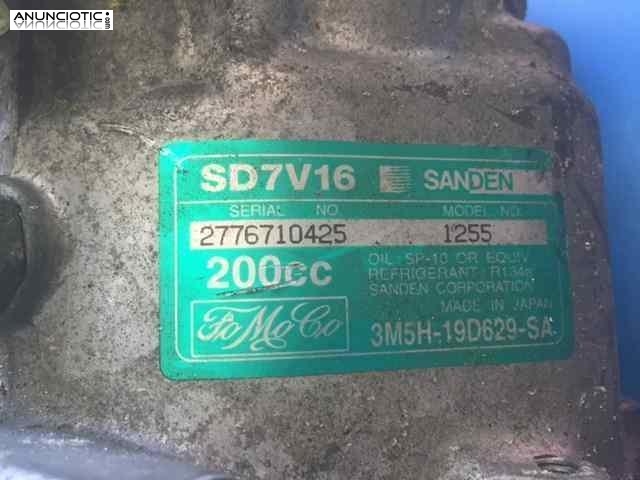 ANUNCIOTIC
.com
SD7V16 SANDEN
SERIAL NO. MODEL NO.
2776710425 1255
200cc OIL : SP-10 OR EQUIV
REFRIGERANT : R134a
SANDEN CORPORATION
MADE IN JAPAN
FoMoCo 3M5H-19D629-SA